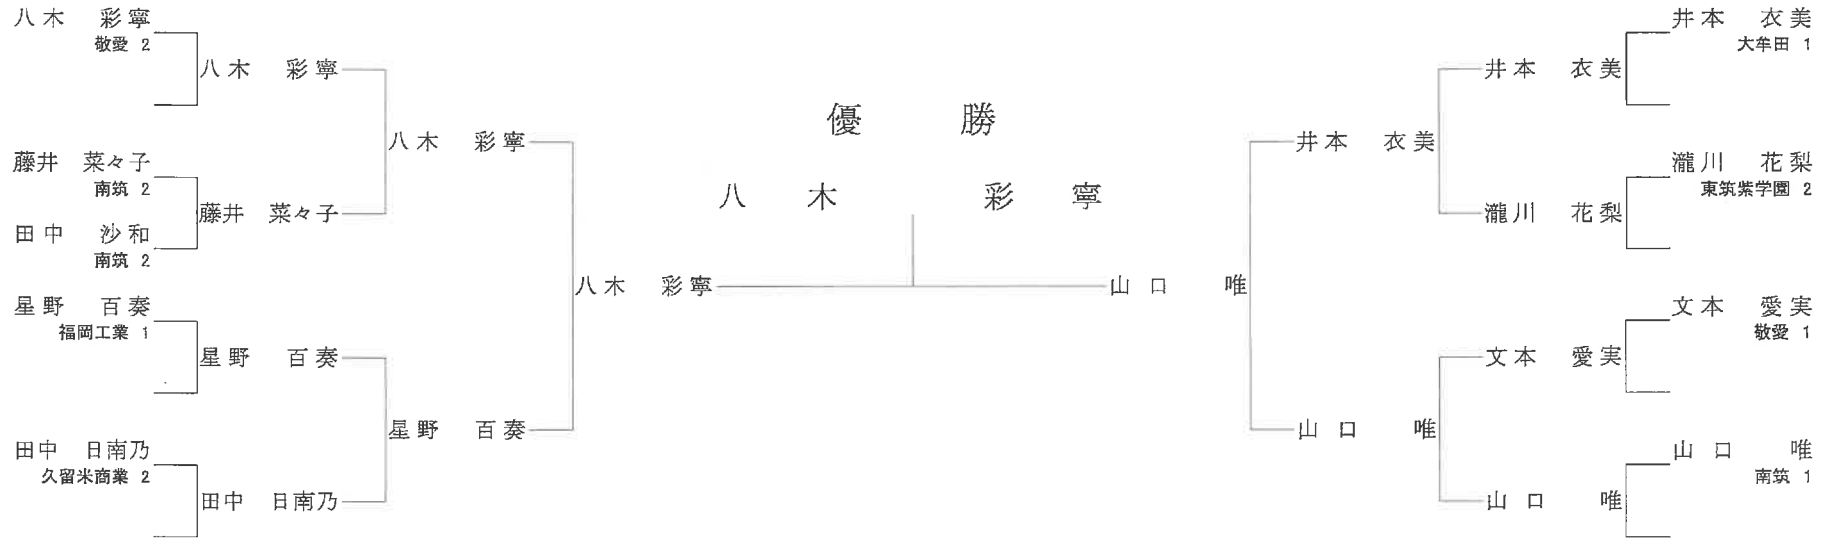 八木 彩寧
敬愛 2
藤井 菜々子
南筑 2
田中 沙和
南筑 2
星野 百奏
福岡工業 1
田中 日南乃
久留米商業 2
八木 彩寧
藤井 菜々子
星野 百奏
田中 日南乃
八木 彩寧
星野 百奏
八木 彩寧
優勝
八木 彩寧
山口 唯
井本 衣美
山口 唯
井本 衣美
瀧川 花梨
文本 愛実
山口 唯
井本 衣美
大牟田 1
瀧川 花梨
東筑紫学園 2
文本 愛実
敬愛 1
山口 唯
南筑 1